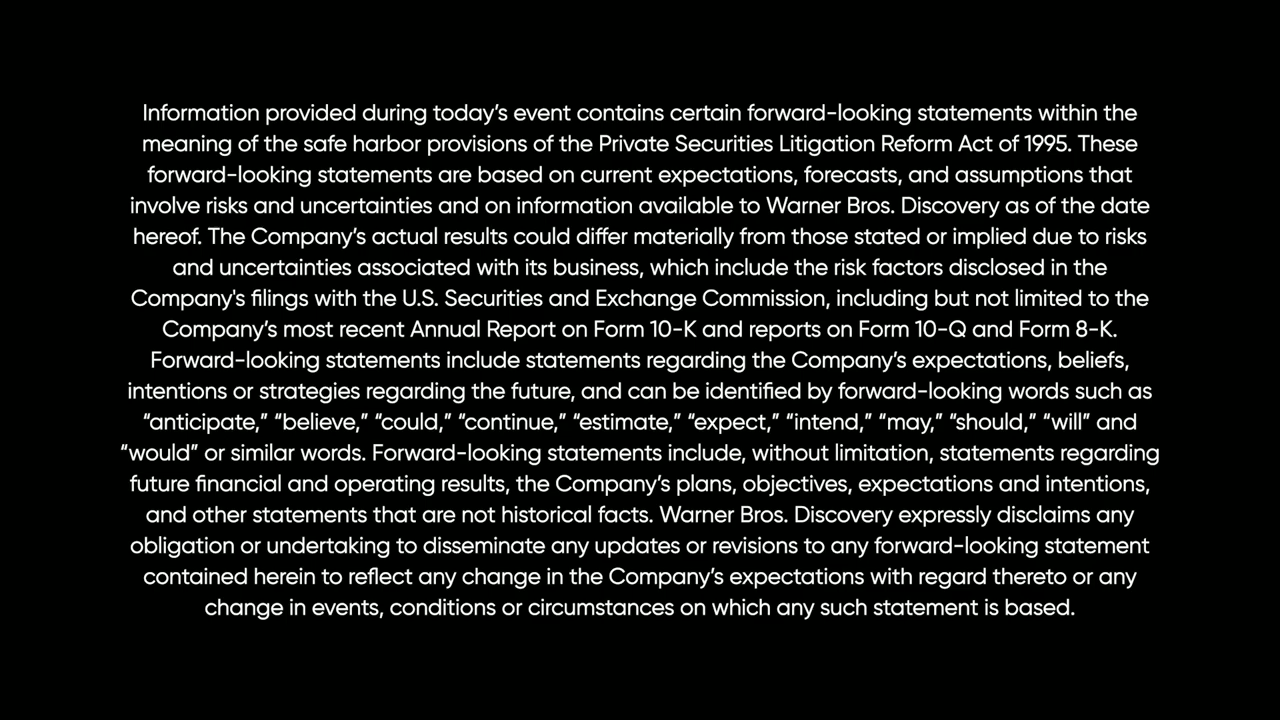 Information provided during today’s event contains certain forward-looking statements within the
meaning of the safe harbor provisions of the Private Securities Litigation Reform Act of 1995. These
forward-looking statements are based on current expectations, forecasts, and assumptions that
involve risks and uncertainties and on information available to Warner Bros. Discovery as of the date
hereof. The Company’s actual results could differ materially from those stated or implied due to risks
and uncertainties associated with its business, which include the risk factors disclosed in the
Company's filings with the U.S. Securities and Exchange Commission, including but not limited to the
Company’s most recent Annual Report on Form 10-K and reports on Form 10-Q and Form 8-K.
Forward-looking statements include statements regarding the Company’s expectations, beliefs,
intentions or strategies regarding the future, and can be identified by forward-looking words such as
“anticipate,” “believe,” “could,” “continue,” “estimate,” “expect,” “intend,” “may,” “should,” “will” and
“would” or similar words. Forward-looking statements include, without limitation, statements regarding
future financial and operating results, the Company’s plans, objectives, expectations and intentions,
and other statements that are not historical facts. Warner Bros. Discovery expressly disclaims any
obligation or undertaking to disseminate any updates or revisions to any forward-looking statement
contained herein to reflect any change in the Company’s expectations with regard thereto or any
change in events, conditions or circumstances on which any such statement is based.